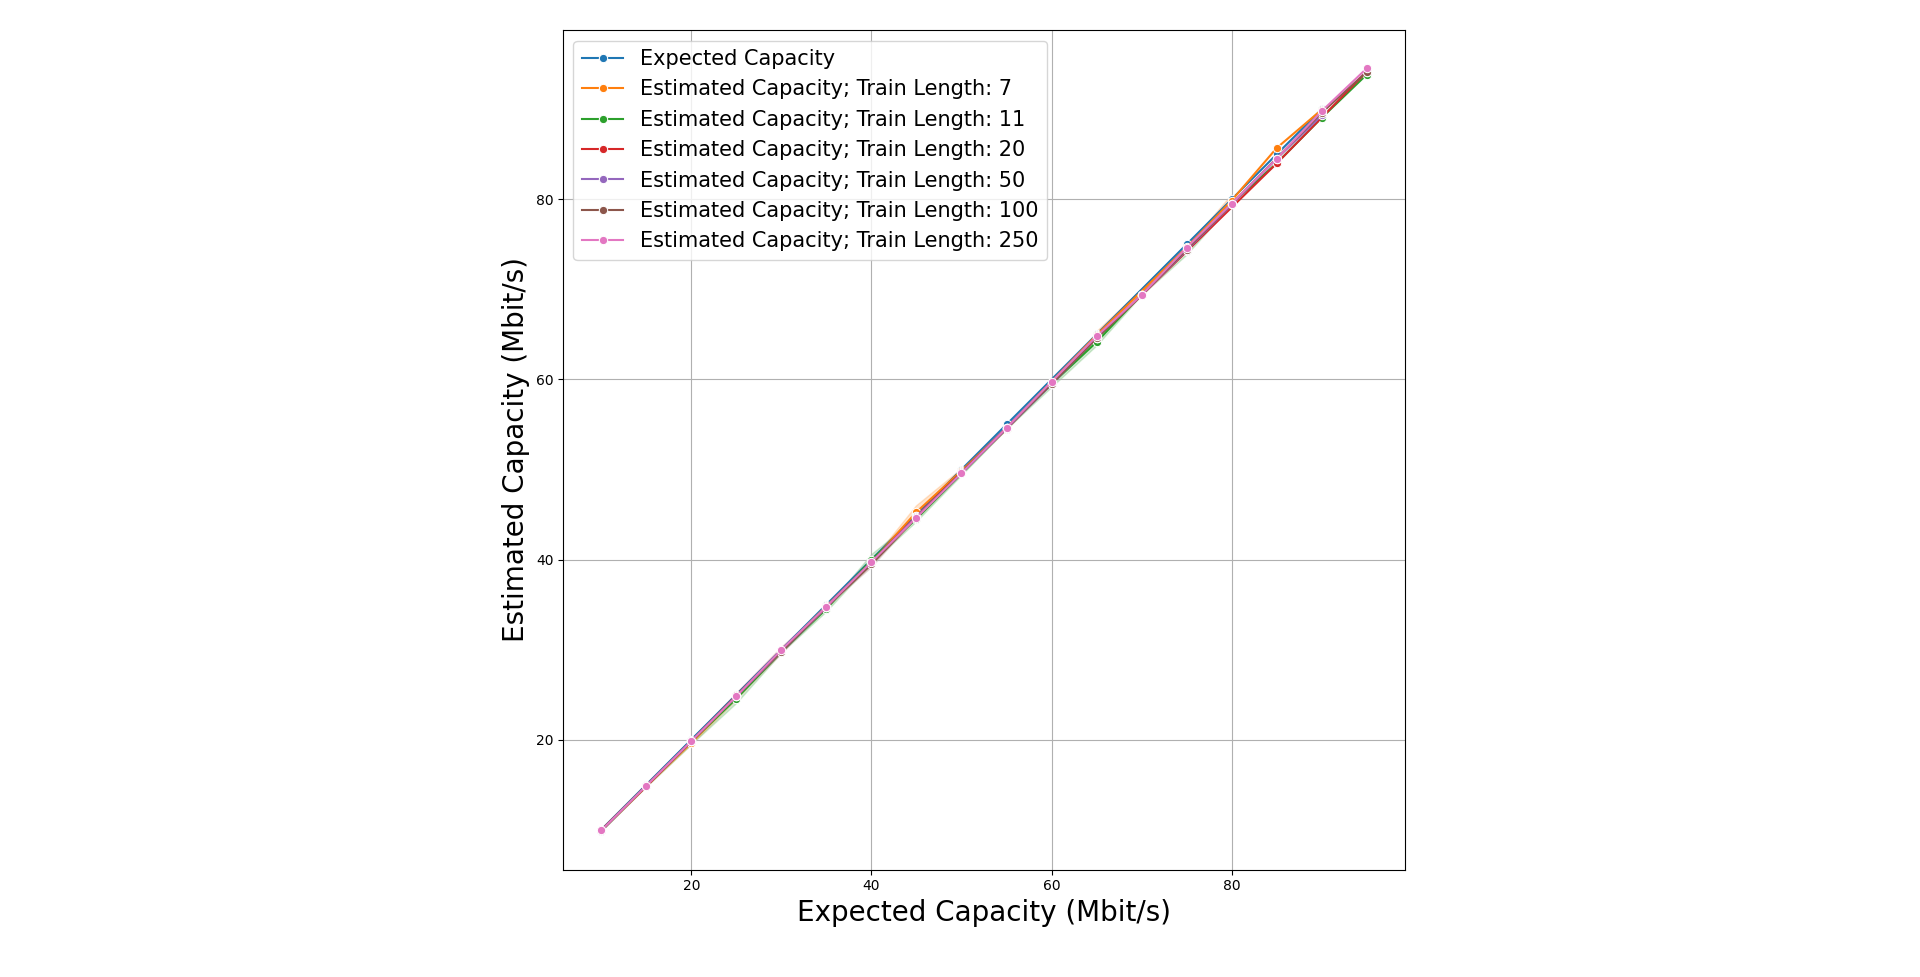 Expected Capacity
Estimated Capacity; Train Length: 7
Estimated Capacity; Train Length: 11
Estimated Capacity; Train Length: 20
Estimated Capacity; Train Length: 50
Estimated Capacity; Train Length: 100
Estimated Capacity; Train Length: 250
Estimated Capacity (Mbit/s)
80
60
40
20
20 40 60 80
Expected Capacity (Mbit/s)